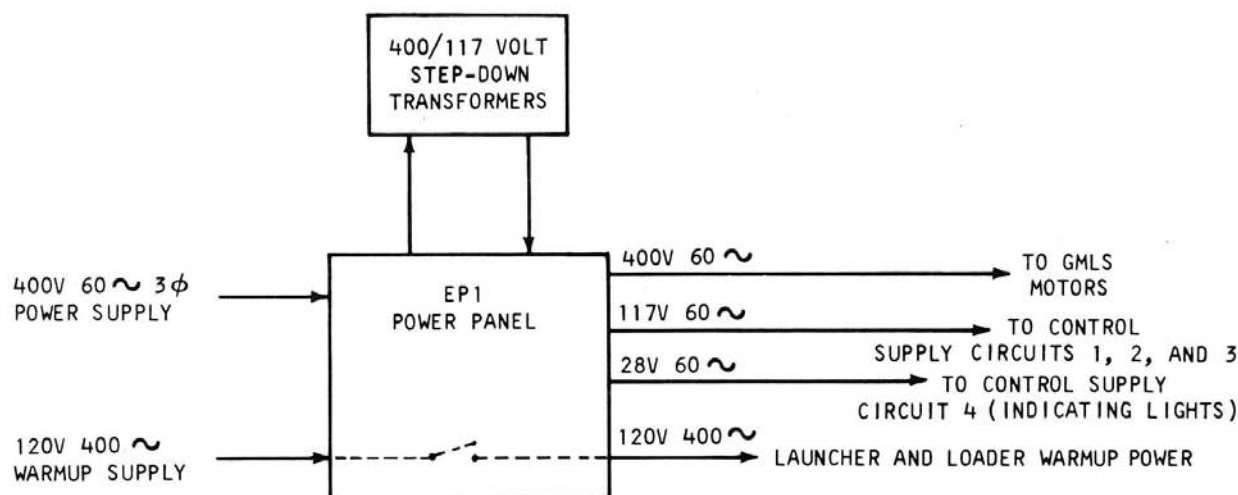 400/117 VOLT
STEP-DOWN
TRANSFORMERS
400V 60 ~ 3ϕ
POWER SUPPLY
EP1
POWER PANEL
400V 60 ~
TO GMLS
MOTORS
117V 60 ~
TO CONTROL
SUPPLY CIRCUITS 1, 2, AND 3
28V 60 ~
TO CONTROL SUPPLY
CIRCUIT 4 (INDICATING LIGHTS)
120V 400 ~
WARMUP SUPPLY
120V 400 ~
LAUNCHER AND LOADER WARMUP POWER